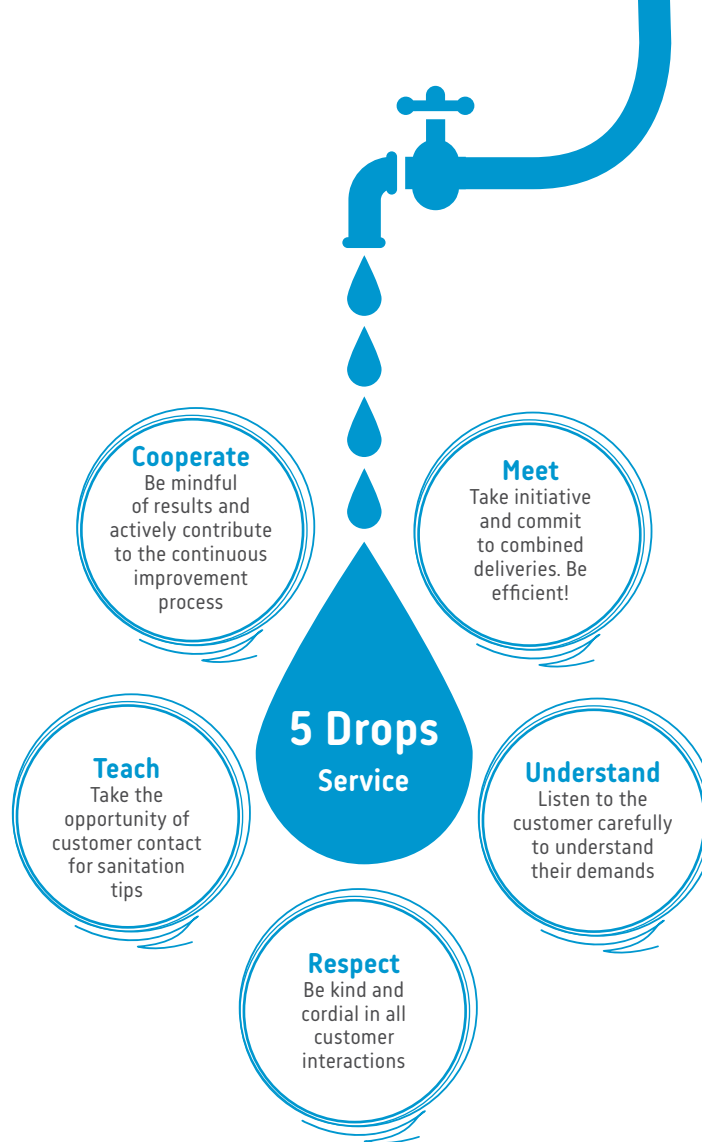 Cooperate
Be mindful
of results and
actively contribute
to the continuous
improvement
process
Meet
Take initiative
and commit
to combined
deliveries. Be
efficient!
5 Drops
Service
Teach
Take the
opportunity of
customer contact
for sanitation
tips
Understand
Listen to the
customer carefully
to understand
their demands
Respect
Be kind and
cordial in all
customer
interactions